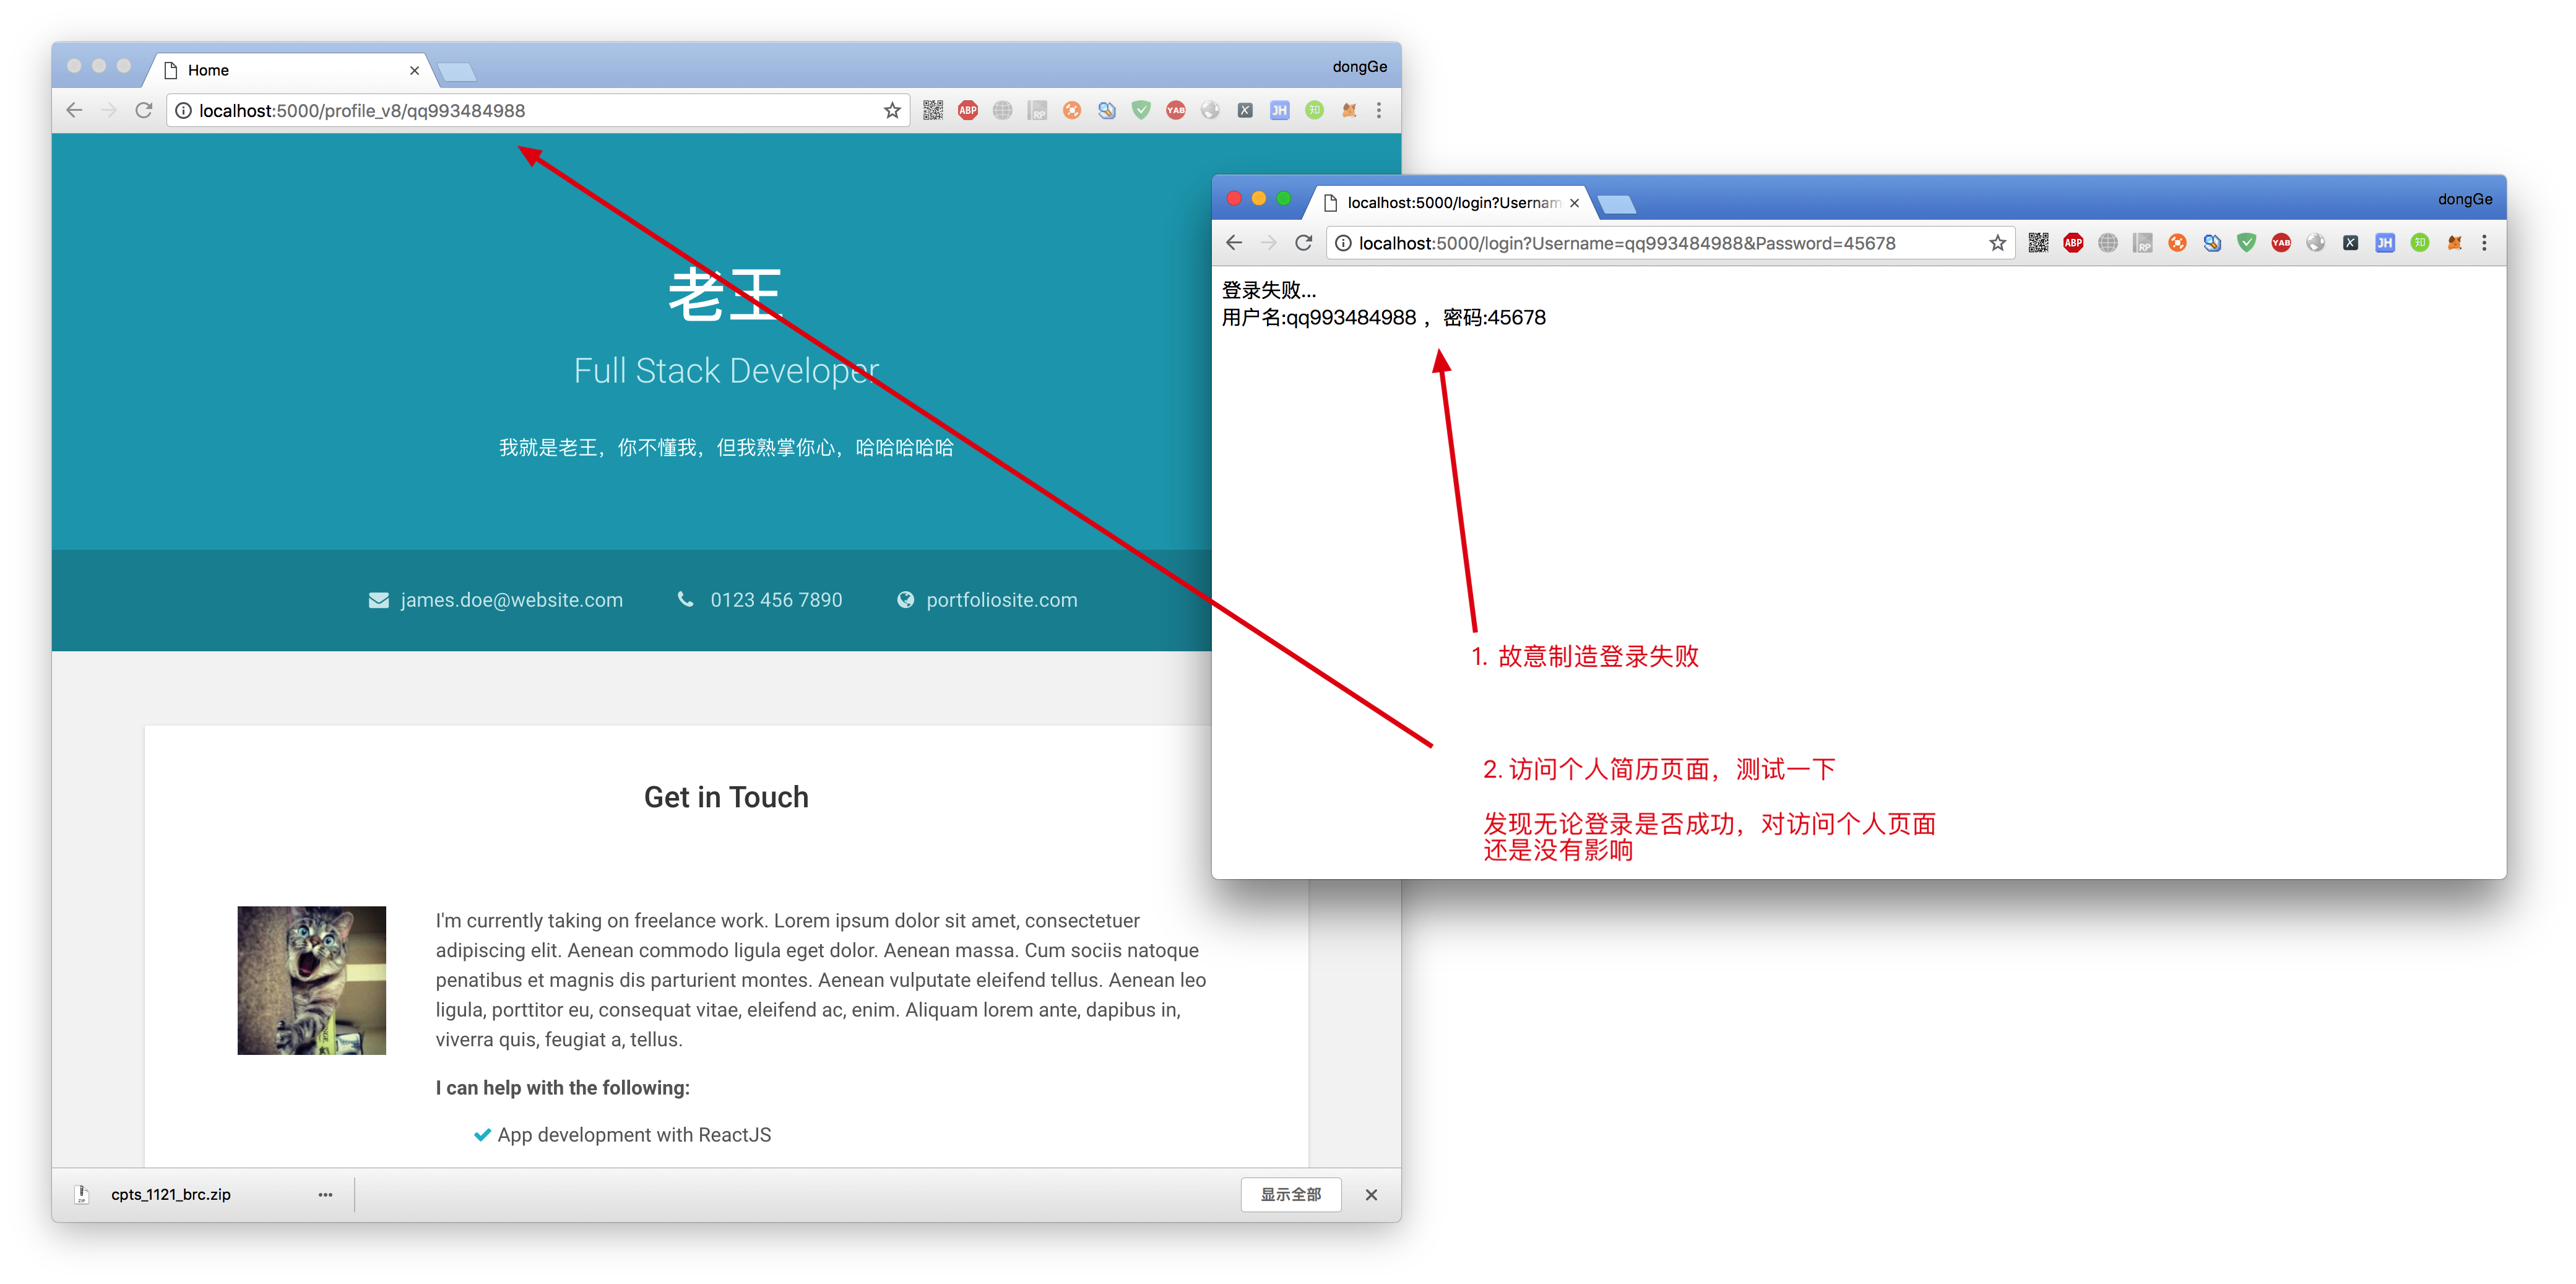 Home
dongGe
localhost:5000/profile_v8/qq993484988
老王
Full Stack Developer
我就是老王，你不懂我，但我熟掌你心，哈哈哈哈哈
james.doe@website.com
0123 456 7890
portfoliosite.com
Get in Touch
I'm currently taking on freelance work. Lorem ipsum dolor sit amet, consectetuer
adipiscing elit. Aenean commodo ligula eget dolor. Aenean massa. Cum sociis natoque
penatibus et magnis dis parturient montes. Aenean vulputate eleifend tellus. Aenean leo
ligula, porttitor eu, consequat vitae, eleifend ac, enim. Aliquam lorem ante, dapibus in,
viverra quis, feugiat a, tellus.
I can help with the following:
App development with ReactJS
cpts_1121_brc.zip
显示全部
localhost:5000/login?Usernam
dongGe
localhost:5000/login?Username=qq993484988&Password=45678
登录失败...
用户名:qq993484988 ，密码:45678
1. 故意制造登录失败
2. 访问个人简历页面，测试一下
发现无论登录是否成功，对访问个人页面
还是没有影响